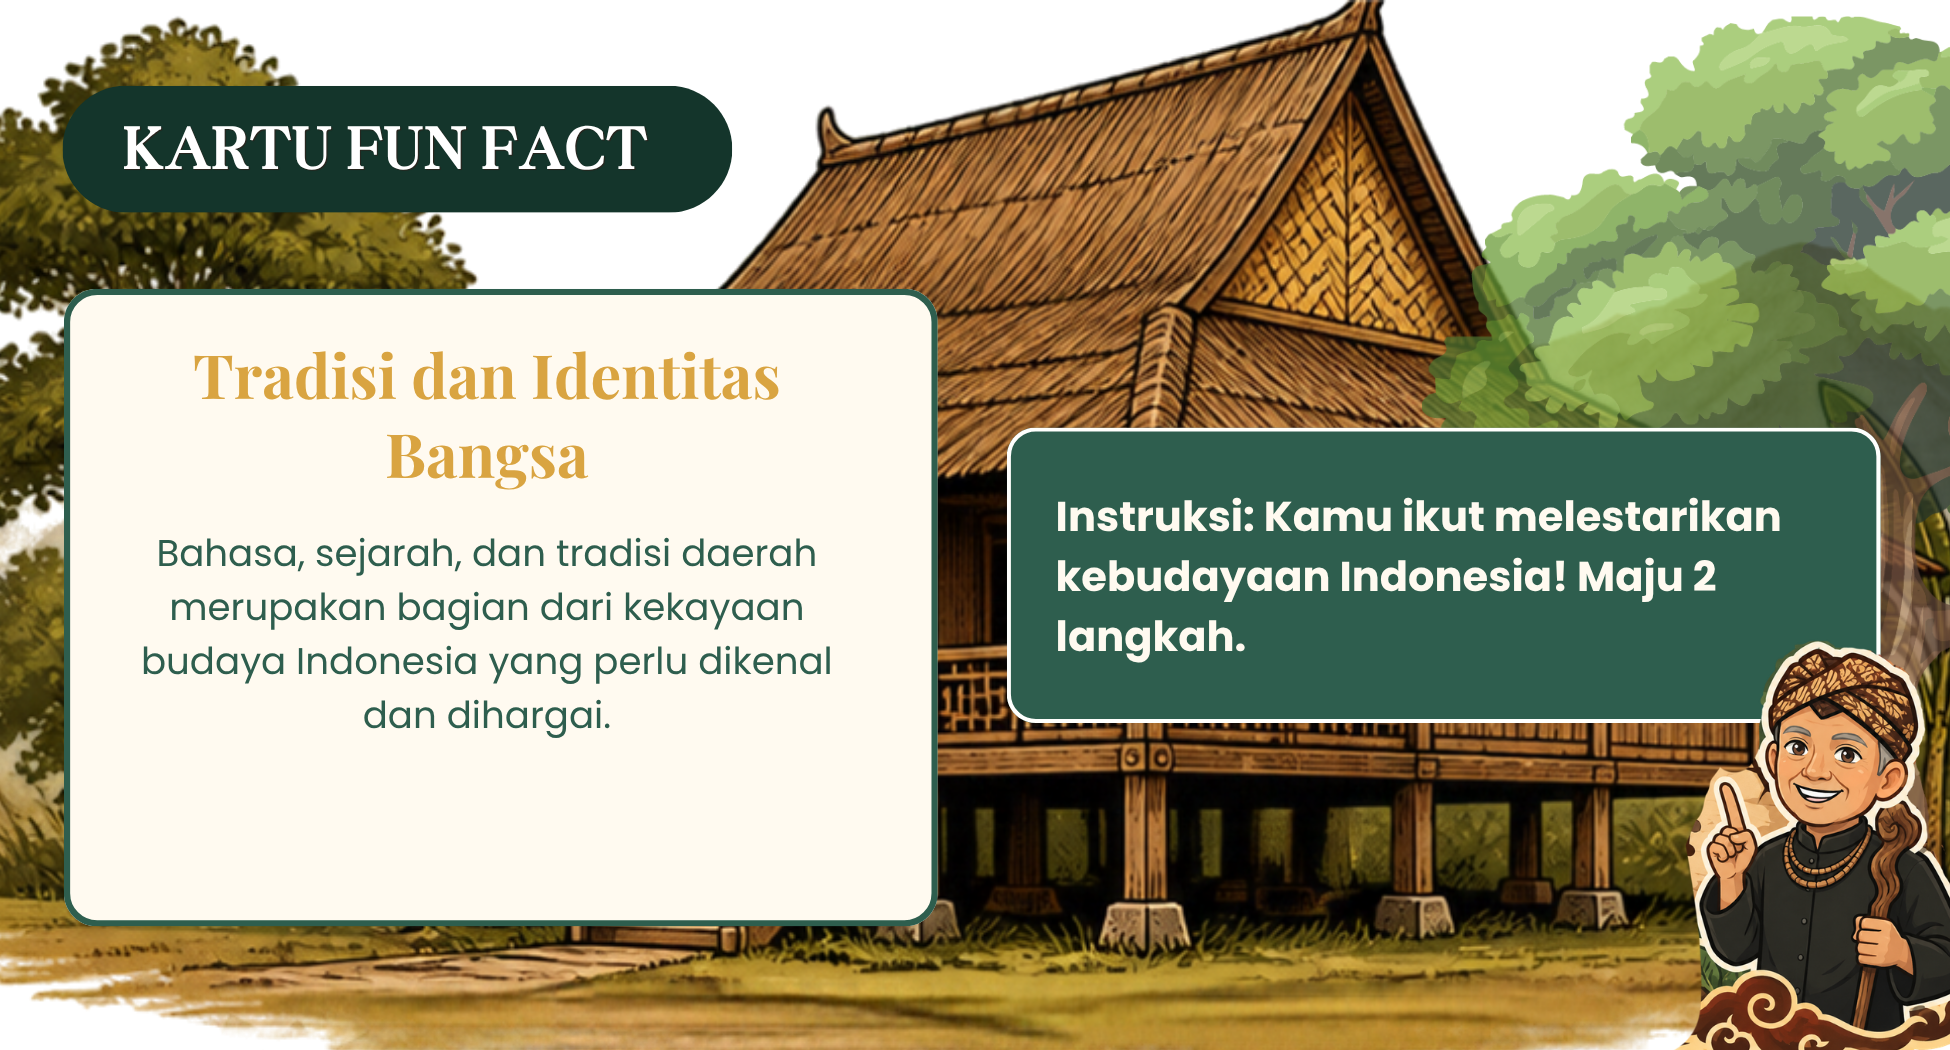 KARTU FUN FACT
Tradisi dan Identitas
Bangsa
Bahasa, sejarah, dan tradisi daerah
merupakan bagian dari kekayaan
budaya Indonesia yang perlu dikenal
dan dihargai.
Instruksi: Kamu ikut melestarikan
kebudayaan Indonesia! Maju 2
langkah.